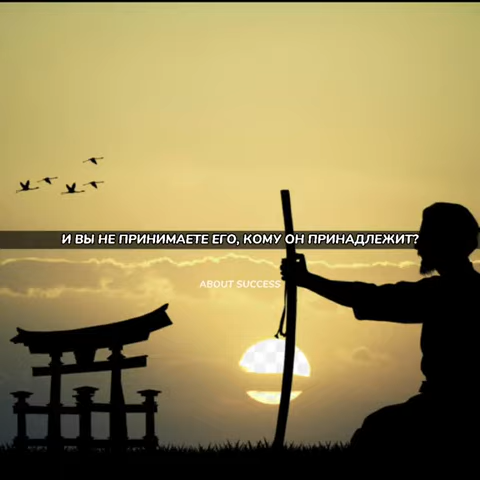 И ВЫ НЕ ПРИНИМАЕТЕ ЕГО, КОМУ ОН ПРИНАДЛЕЖИТ?
ABOUT SUCCESS